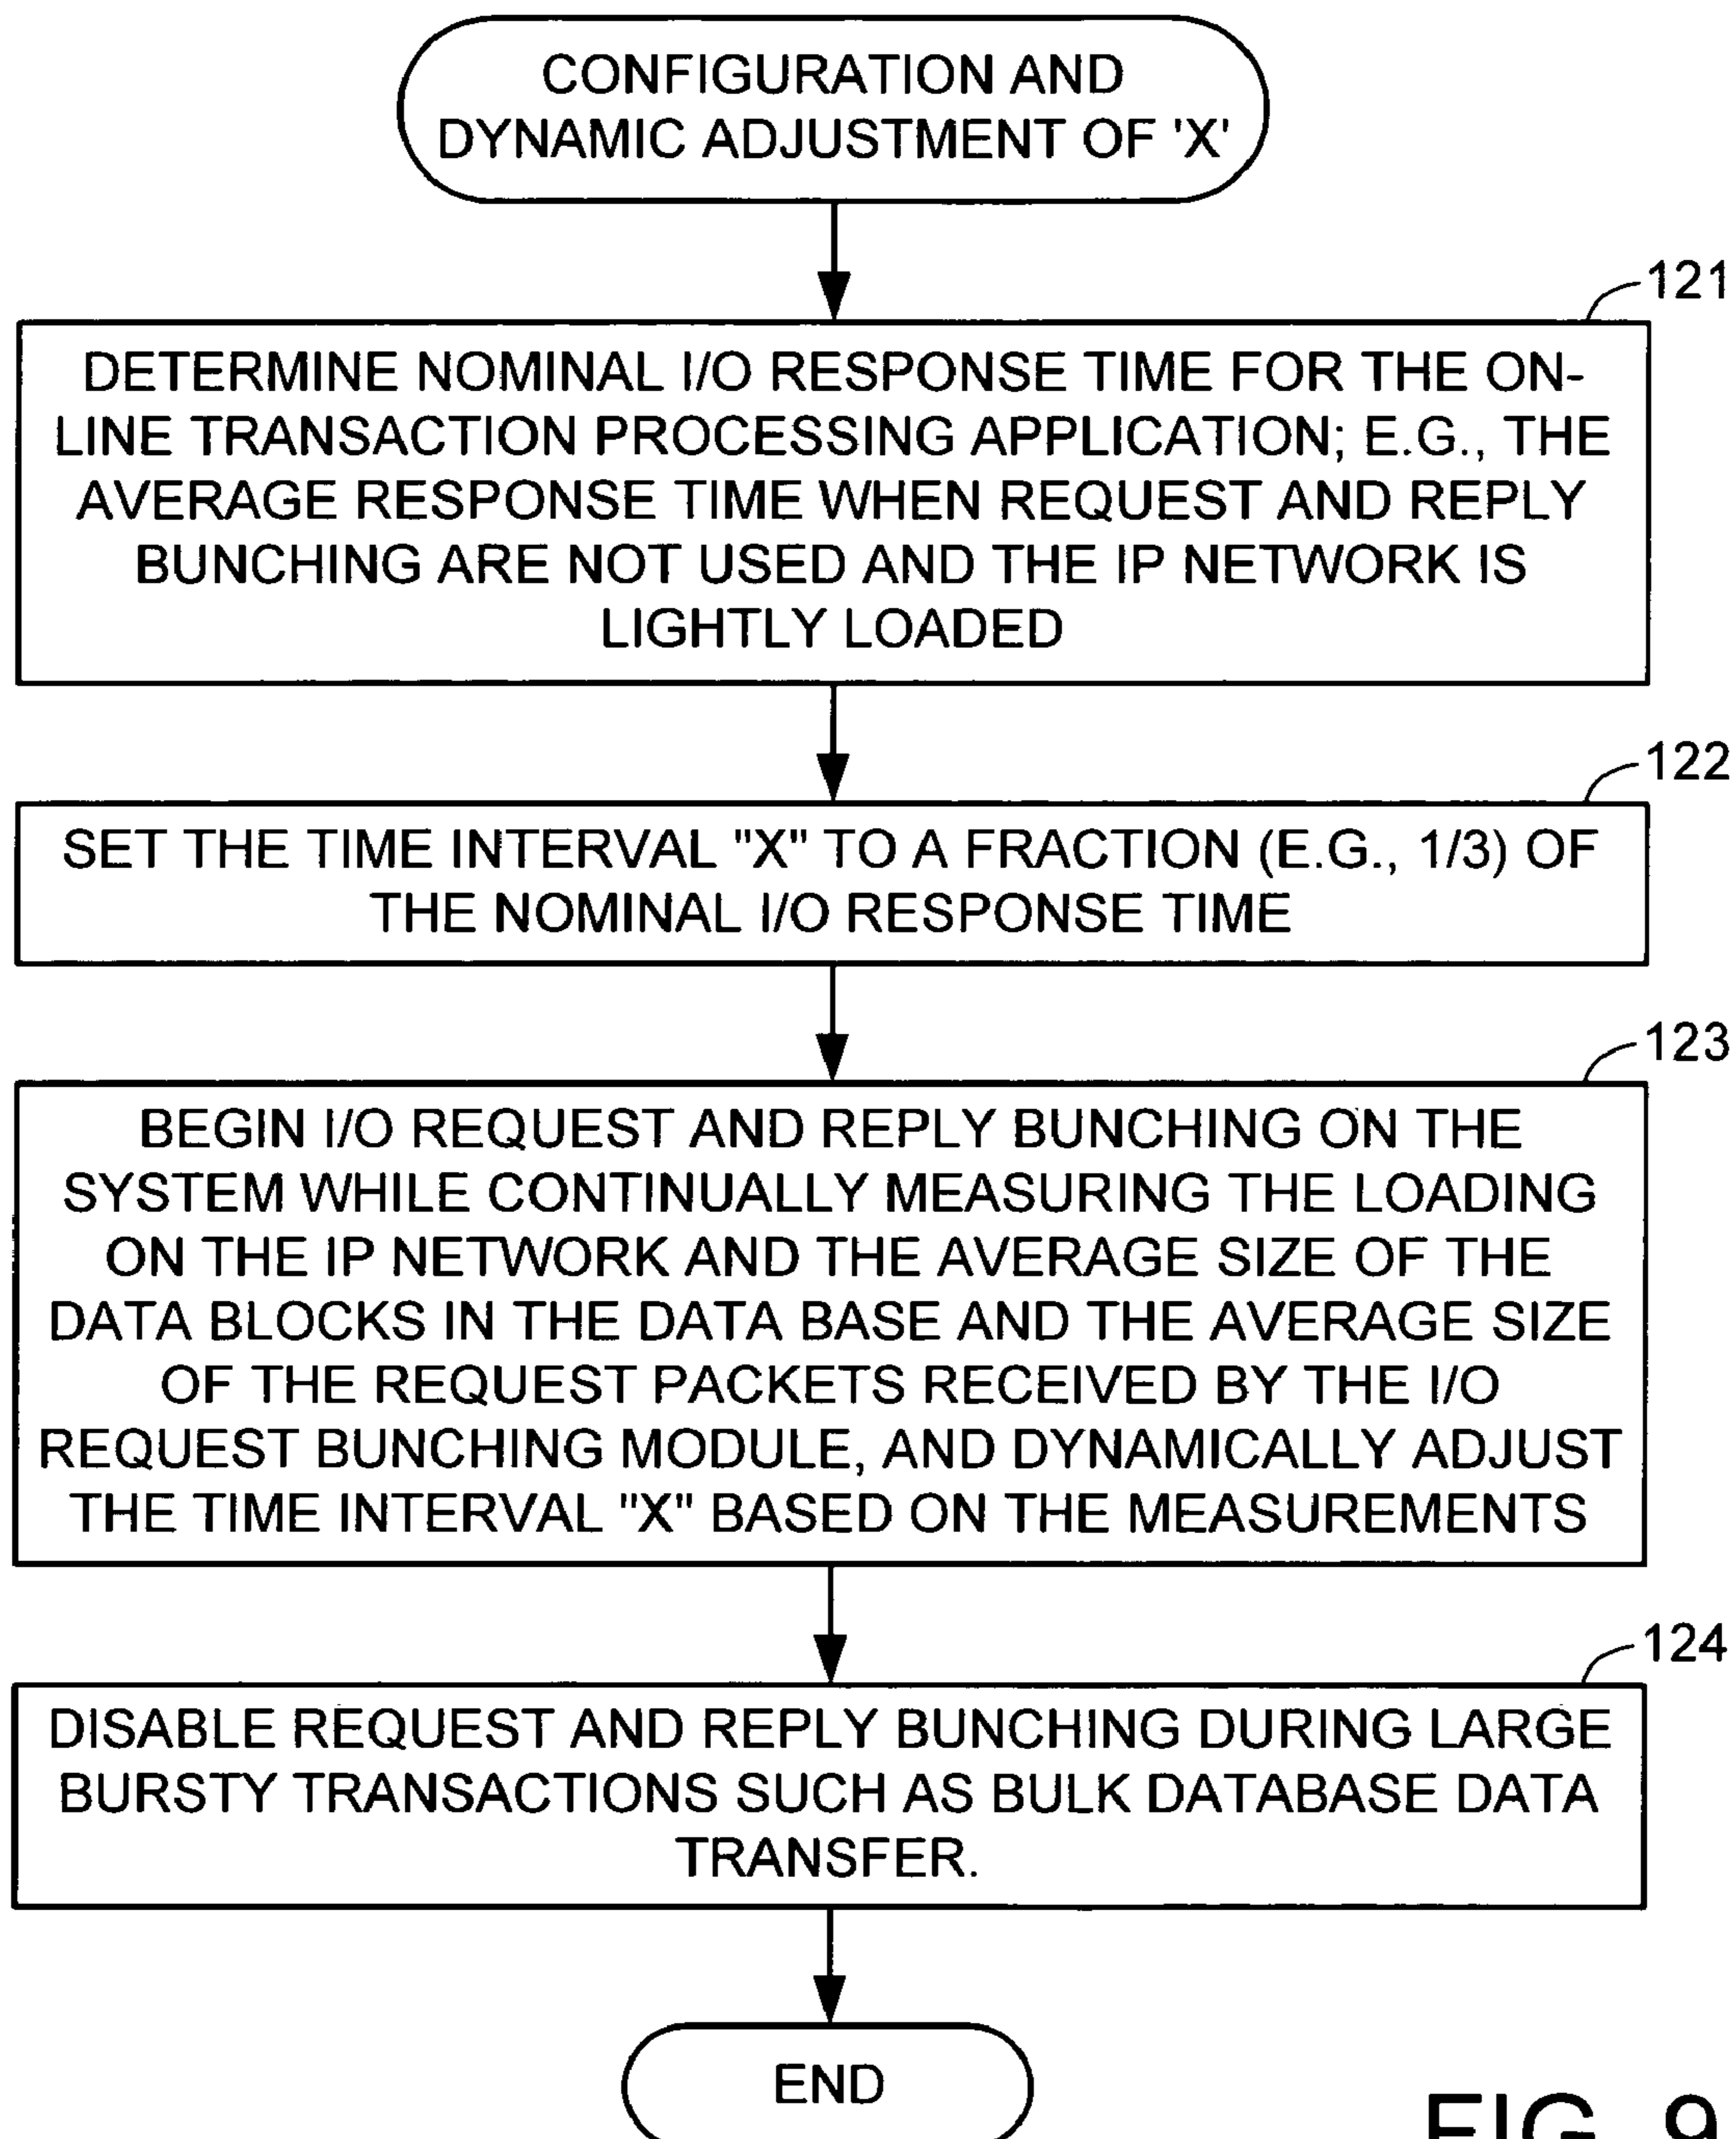 CONFIGURATION AND
DYNAMIC ADJUSTMENT OF 'X'
121
DETERMINE NOMINAL I/O RESPONSE TIME FOR THE ON-
LINE TRANSACTION PROCESSING APPLICATION; E.G., THE
AVERAGE RESPONSE TIME WHEN REQUEST AND REPLY
BUNCHING ARE NOT USED AND THE IP NETWORK IS
LIGHTLY LOADED
122
SET THE TIME INTERVAL "X" TO A FRACTION (E.G., 1/3) OF
THE NOMINAL I/O RESPONSE TIME
123
BEGIN I/O REQUEST AND REPLY BUNCHING ON THE
SYSTEM WHILE CONTINUALLY MEASURING THE LOADING
ON THE IP NETWORK AND THE AVERAGE SIZE OF THE
DATA BLOCKS IN THE DATA BASE AND THE AVERAGE SIZE
OF THE REQUEST PACKETS RECEIVED BY THE I/O
REQUEST BUNCHING MODULE, AND DYNAMICALLY ADJUST
THE TIME INTERVAL "X" BASED ON THE MEASUREMENTS
124
DISABLE REQUEST AND REPLY BUNCHING DURING LARGE
BURSTY TRANSACTIONS SUCH AS BULK DATABASE DATA
TRANSFER.
END
FIG. 9